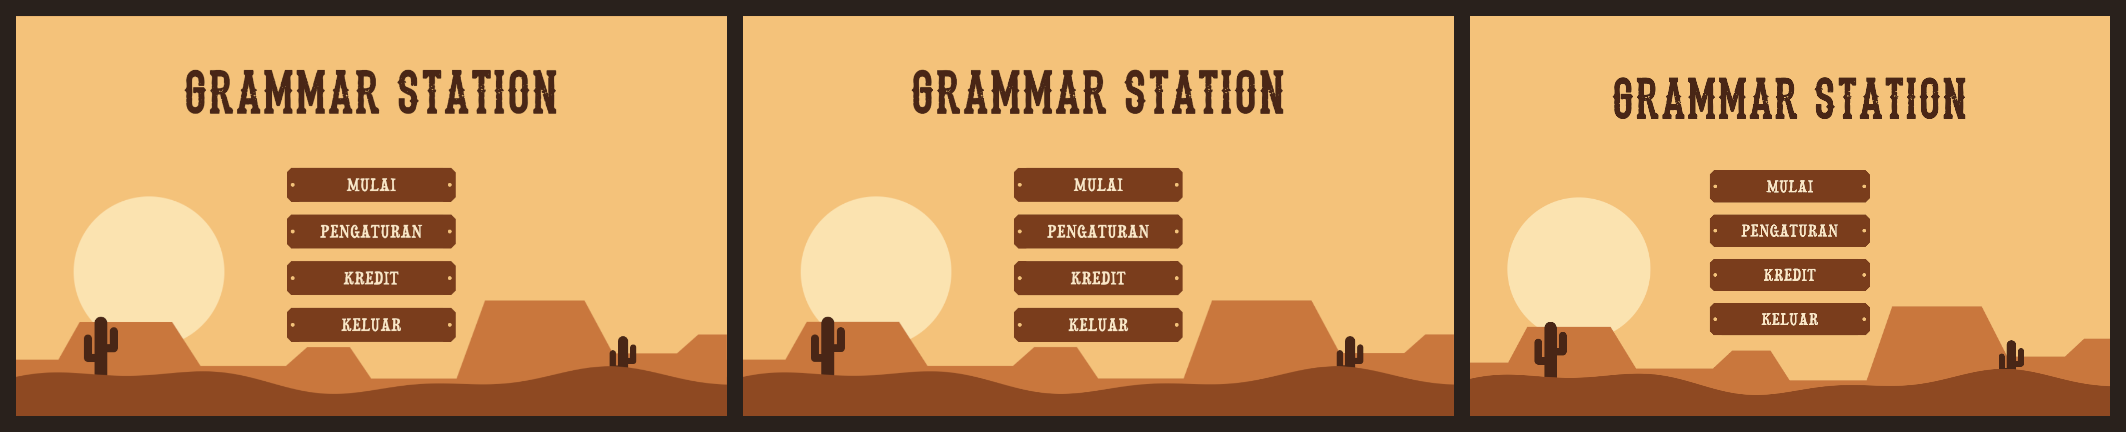 GRAMMAR STATION
MULAI
PENGATURAN
KREDIT
KELUAR
GRAMMAR STATION
MULAI
PENGATURAN
KREDIT
KELUAR
GRAMMAR STATION
MULAI
PENGATURAN
KREDIT
KELUAR